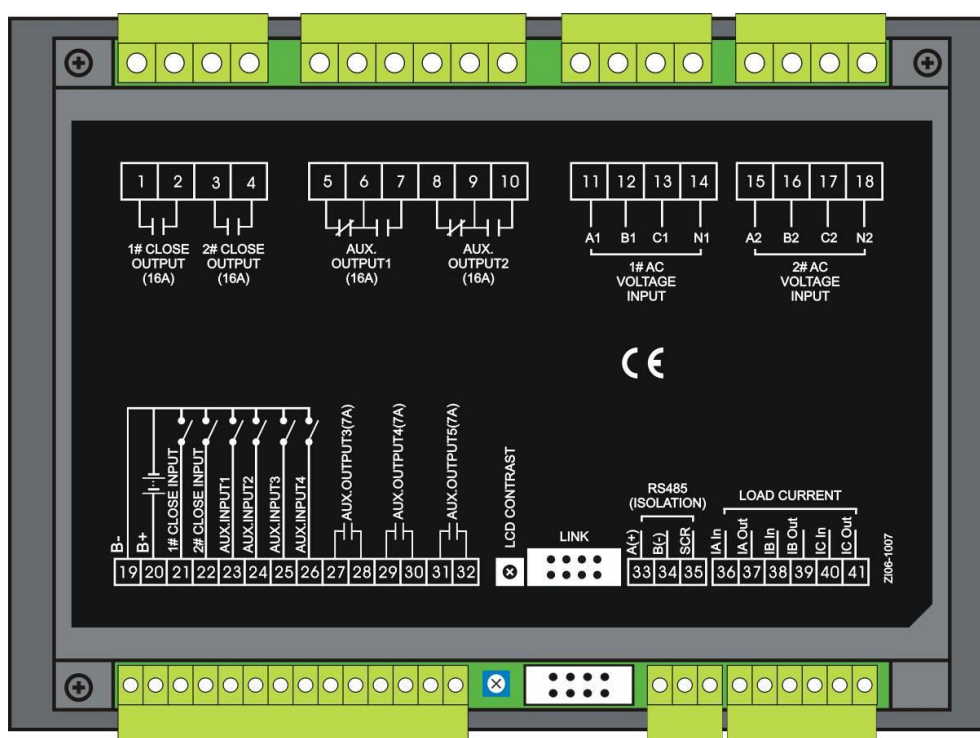 1 2 3 4 5 6 7 8 9 10 11 12 13 14 15 16 17 18
1# CLOSE
OUTPUT
(16A)
2# CLOSE
OUTPUT
(16A)
AUX.
OUTPUT1
(16A)
AUX.
OUTPUT2
(16A)
A1 B1 C1 N1
1# AC
VOLTAGE
INPUT
A2 B2 C2 N2
2# AC
VOLTAGE
INPUT
CE
B-
B+
1# CLOSE INPUT
2# CLOSE INPUT
AUX.INPUT1
AUX.INPUT2
AUX.INPUT3
AUX.INPUT4
AUX.OUTPUT3(7A)
AUX.OUTPUT4(7A)
AUX.OUTPUT5(7A)
LCD CONTRAST
LINK
RS485
(ISOLATION)
A(+)
B(-)
SCR
LOAD CURRENT
IA In
IA Out
IB In
IB Out
IC In
IC Out
19 20 21 22 23 24 25 26 27 28 29 30 31 32
33 34 35
36 37 38 39 40 41
ZI06-1007